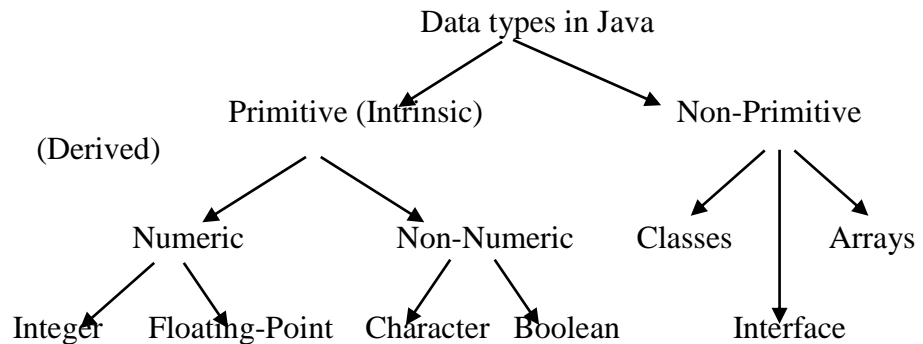 Data types in Java
Primitive (Intrinsic) Non-Primitive
(Derived)
Numeric Non-Numeric Classes Arrays
Integer Floating-Point Character Boolean Interface